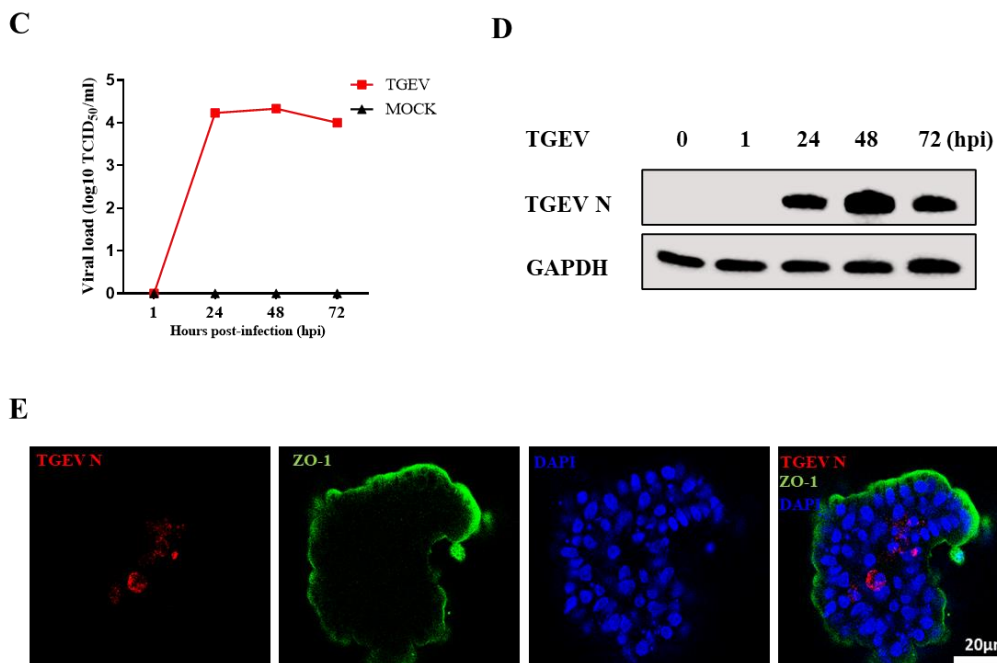 C
D
TGEV
MOCK
Viral load (log10 TCID50/ml)
5
4
3
2
1
0
1 24 48 72
Hours post-infection (hpi)
TGEV 0 1 24 48 72 (hpi)
TGEV N
GAPDH
E
TGEV N
ZO-1
DAPI
TGEV N
ZO-1
DAPI
20μm